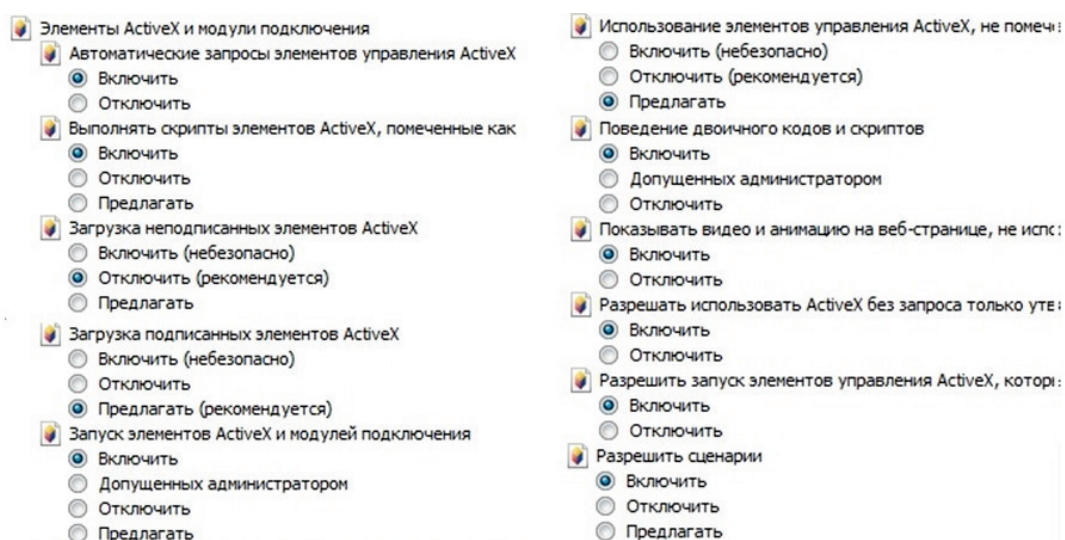 Элементы ActiveX и модули подключения
Автоматические запросы элементов управления ActiveX
Включить
Отключить
Выполнять скрипты элементов ActiveX, помеченные как
Включить
Отключить
Предлагать
Загрузка неподписанных элементов ActiveX
Включить (небезопасно)
Отключить (рекомендуется)
Предлагать
Загрузка подписанных элементов ActiveX
Включить (небезопасно)
Отключить
Предлагать (рекомендуется)
Запуск элементов ActiveX и модулей подключения
Включить
Допущенных администратором
Отключить
Предлагать
Использование элементов управления ActiveX, не
Включить (небезопасно)
Отключить (рекомендуется)
Предлагать
Поведение двоичного кодов и скриптов
Включить
Допущенных администратором
Отключить
Показывать видео и анимацию на веб-странице, не
Включить
Отключить
Разрешать использовать ActiveX без запроса только
Включить
Отключить
Разрешить запуск элементов управления ActiveX,
Включить
Отключить
Разрешить сценарии
Включить
Отключить
Предлагать